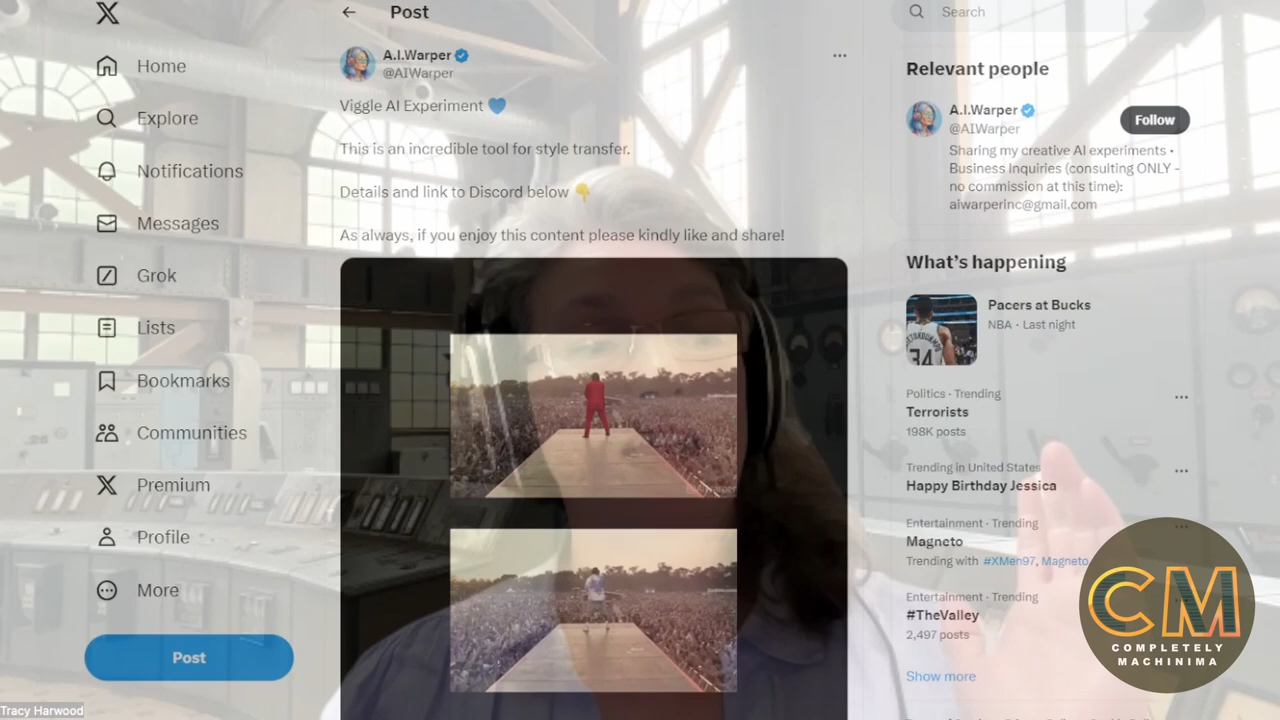 Home
Explore
Notifications
Messages
Grok
Lists
Bookmarks
Communities
Premium
Profile
More
Post
Tracy Harwood
Post
A.I.Warper
@AIWarper
Viggle AI Experiment 💙
This is an incredible tool for style transfer.
Details and link to Discord below 👇
As always, if you enjoy this content please kindly like and share!
Search
Relevant people
A.I.Warper
@AIWarper
Follow
Sharing my creative AI experiments •
Business Inquiries (consulting ONLY -
no commission at this time):
aiwarperinc@gmail.com
What's happening
Pacers at Bucks
NBA · Last night
34
Politics · Trending
Terrorists
198K posts
Trending in United States
Happy Birthday Jessica
Entertainment · Trending
Magneto
Trending with #XMen97, Magneto
Entertainment · Trending
#TheValley
2,497 posts
Show more
CM
COMPLETELY
MACHINIMA